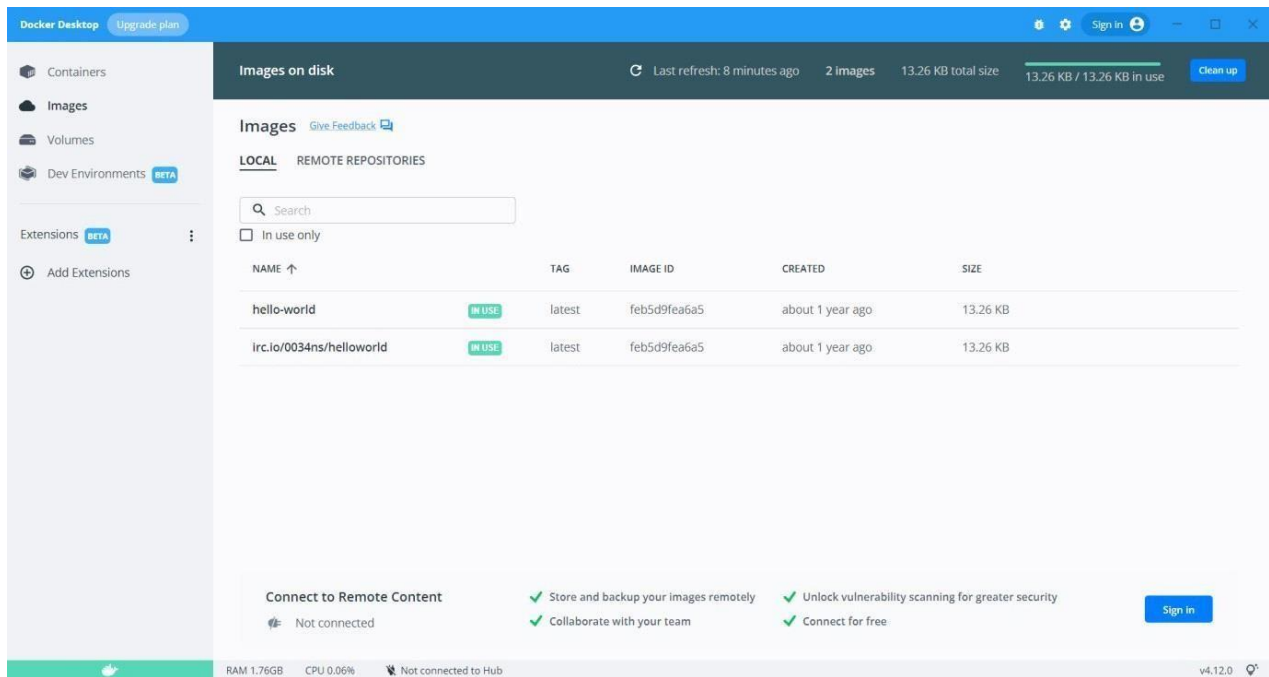 Docker Desktop Upgrade plan Sign in
Containers
Images
Volumes
Dev Environments BETA
Extensions BETA
Add Extensions
Images on disk Last refresh: 8 minutes ago 2 images 13.26 KB total size 13.26 KB / 13.26 KB in use Clean up
Images Give Feedback
LOCAL REMOTE REPOSITORIES
Search
In use only
NAME TAG IMAGE ID CREATED SIZE
hello-world IN USE latest feb5d9fea6a5 about 1 year ago 13.26 KB
irc.io/0034ns/helloworld IN USE latest feb5d9fea6a5 about 1 year ago 13.26 KB
Connect to Remote Content
Not connected
Store and backup your images remotely
Collaborate with your team
Unlock vulnerability scanning for greater security
Connect for free
Sign in
RAM 1.76GB CPU 0.06% Not connected to Hub v4.12.0